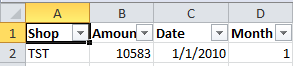 A B C D
1 Shop Amoun Date Month
2 TST 10583 1/1/2010 1